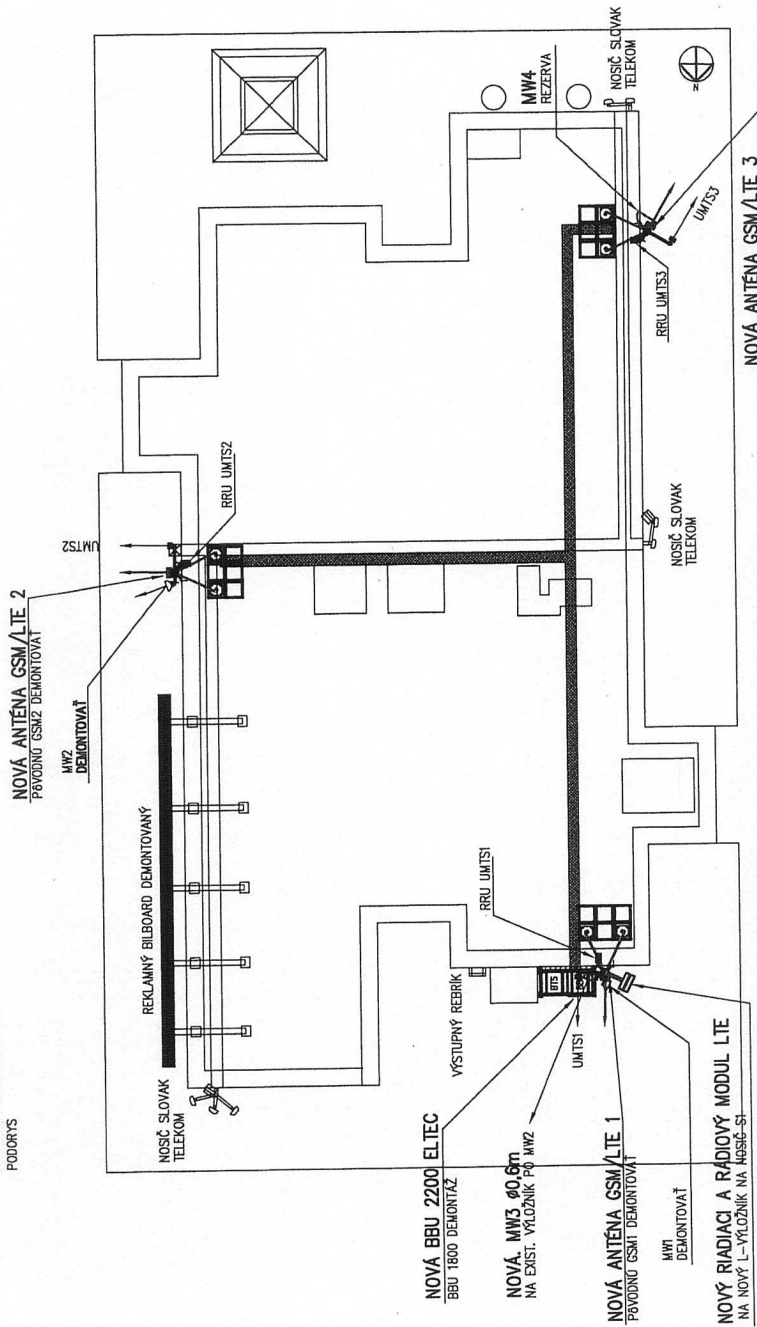 PODORYS
NOVÁ ANTÉNA GSM/LTE 2
PÔVODNÚ GSM2 DEMONTOVAŤ
MW2
DEMONTOVAŤ
UMTS2
RRU UMTS2
REKLAMNÝ BILBOARD DEMONTOVANÝ
NOSIČ SLOVAK
TELEKOM
MW4
REZERVA
NOSIČ SLOVAK
TELEKOM
N
UMTS3
RRU UMTS3
NOVÁ ANTÉNA GSM/LTE 3
NOSIČ SLOVAK
TELEKOM
VÝSTUPNÝ REBRÍK
RRU UMTS1
BTS
UMTS1
NOVÁ BBU 2200 ELTEC
BBU 1800 DEMONTÁŽ
NOVÁ MW3 ø0,6m
NA EXIST. VÝLOŽNÍK PO MW2
NOVÁ ANTÉNA GSM/LTE 1
PÔVODNÚ GSM1 DEMONTOVAŤ
MW1
DEMONTOVAŤ
NOVÝ RIADIACI A RÁDIOVÝ MODUL LTE
NA NOVÝ L-VÝLOŽNÍK NA NOSIČ S1